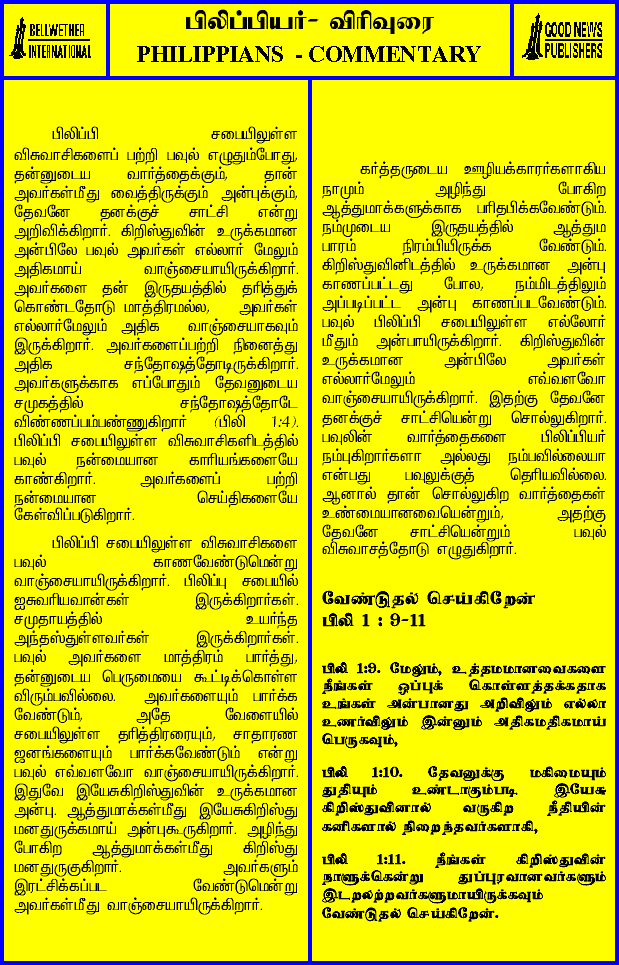 BELLWETHER
INTERNATIONAL
பிலிப்பியர்- விரிவுரை
PHILIPPIANS - COMMENTARY
GOOD NEWS
PUBLISHERS
பிலிப்பி சபையிலுள்ள
விசுவாசிகளைப் பற்றி பவுல் எழுதும்போது,
தன்னுடைய வார்த்தைக்கும், தான்
அவர்கள்மீது வைத்திருக்கும் அன்புக்கும்,
தேவனே தனக்குச் சாட்சி என்று
அறிவிக்கிறார். கிறிஸ்துவின் உருக்கமான
அன்பிலே பவுல் அவர்கள் எல்லார் மேலும்
அதிகமாய் வாஞ்சையாயிருக்கிறார்.
அவர்களை தன் இருதயத்தில் தரித்துக்
கொண்டதோடு மாத்திரமல்ல, அவர்கள்
எல்லார்மேலும் அதிக வாஞ்சையாகவும்
இருக்கிறார். அவர்களைப்பற்றி நினைத்து
அதிக சந்தோஷத்தோடிருக்கிறார்.
அவர்களுக்காக எப்போதும் தேவனுடைய
சமுகத்தில் சந்தோஷத்தோடே
விண்ணப்பம்பண்ணுகிறார் (பிலி 1:4).
பிலிப்பி சபையிலுள்ள விசுவாசிகளிடத்தில்
பவுல் நன்மையான காரியங்களையே
காண்கிறார். அவர்களைப் பற்றி
நன்மையான செய்திகளையே
கேள்விப்படுகிறார்.
பிலிப்பி சபையிலுள்ள விசுவாசிகளை
பவுல் காணவேண்டுமென்று
வாஞ்சையாயிருக்கிறார். பிலிப்பு சபையில்
ஐசுவரியவான்கள் இருக்கிறார்கள்.
சமுதாயத்தில் உயர்ந்த
அந்தஸ்துள்ளவர்கள் இருக்கிறார்கள்.
பவுல் அவர்களை மாத்திரம் பார்த்து,
தன்னுடைய பெருமையை கூட்டிக்கொள்ள
விரும்பவில்லை. அவர்களையும் பார்க்க
வேண்டும், அதே வேளையில்
சபையிலுள்ள தரித்திரரையும், சாதாரண
ஜனங்களையும் பார்க்கவேண்டும் என்று
பவுல் எவ்வளவோ வாஞ்சையாயிருக்கிறார்.
இதுவே இயேசுகிறிஸ்துவின் உருக்கமான
அன்பு. ஆத்துமாக்கள்மீது இயேசுகிறிஸ்து
மனதுருக்கமாய் அன்புகூருகிறார். அழிந்து
போகிற ஆத்துமாக்கள்மீது கிறிஸ்து
மனதுருகுகிறார். அவர்களும்
இரட்சிக்கப்பட வேண்டுமென்று
அவர்கள்மீது வாஞ்சையாயிருக்கிறார்.
கர்த்தருடைய ஊழியக்காரர்களாகிய
நாமும் அழிந்து போகிற
ஆத்துமாக்களுக்காக பரிதபிக்கவேண்டும்.
நம்முடைய இருதயத்தில் ஆத்தும
பாரம் நிரம்பியிருக்க வேண்டும்.
கிறிஸ்துவினிடத்தில் உருக்கமான அன்பு
காணப்பட்டது போல, நம்மிடத்திலும்
அப்படிப்பட்ட அன்பு காணப்படவேண்டும்.
பவுல் பிலிப்பி சபையிலுள்ள எல்லோர்
மீதும் அன்பாயிருக்கிறார். கிறிஸ்துவின்
உருக்கமான அன்பிலே அவர்கள்
எல்லார்மேலும் எவ்வளவோ
வாஞ்சையாயிருக்கிறார். இதற்கு தேவனே
தனக்குச் சாட்சியென்று சொல்லுகிறார்.
பவுலின் வார்த்தைகளை பிலிப்பியர்
நம்புகிறார்களா அல்லது நம்பவில்லையா
என்பது பவுலுக்குத் தெரியவில்லை.
ஆனால் தான் சொல்லுகிற வார்த்தைகள்
உண்மையானவையென்றும், அதற்கு
தேவனே சாட்சியென்றும் பவுல்
விசுவாசத்தோடு எழுதுகிறார்.
வேண்டுதல் செய்கிறேன்
பிலி 1 : 9-11
பிலி 1:9. மேலும், உத்தமமானவைகளை
நீங்கள் ஒப்புக் கொள்ளத்தக்கதாக
உங்கள் அன்பானது அறிவிலும் எல்லா
உணர்விலும் இன்னும் அதிகமதிகமாய்
பெருகவும்,
பிலி 1:10. தேவனுக்கு மகிமையும்
துதியும் உண்டாகும்படி இயேசு
கிறிஸ்துவினால் வருகிற நீதியின்
கனிகளால் நிறைந்தவர்களாகி,
பிலி 1:11. நீங்கள் கிறிஸ்துவின்
நாளுக்கென்று துப்புரவானவர்களும்
இடறலற்றவர்களுமாயிருக்கவும்
வேண்டுதல் செய்கிறேன்.